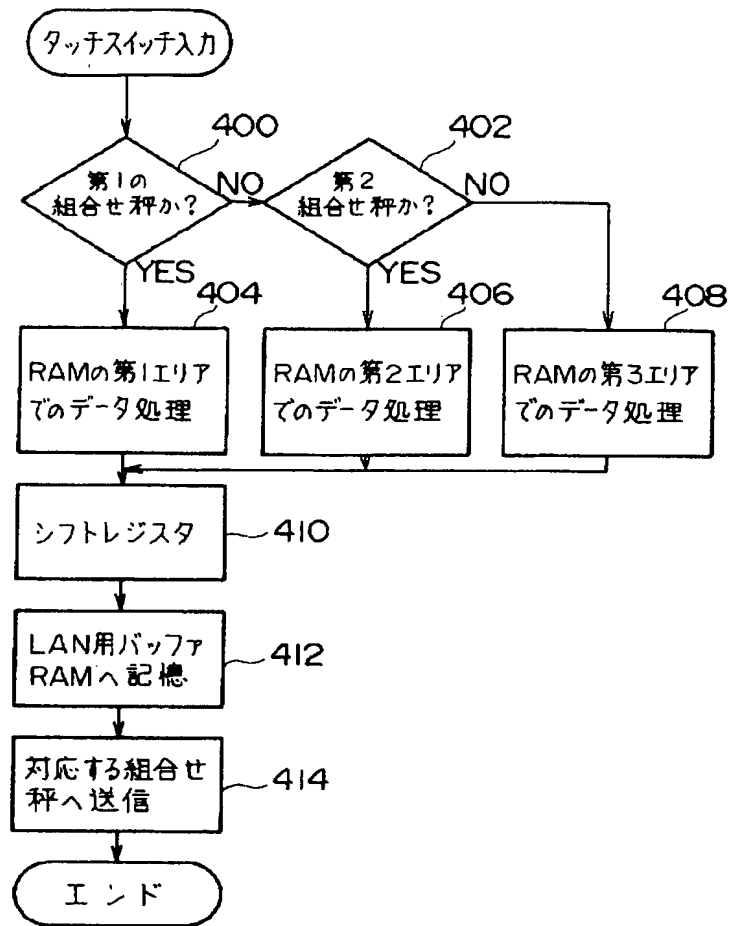 タッチスイッチ入力
400
402
第1の
組合せ秤か?
NO
第2
組合せ秤か?
NO
YES
YES
404
406
408
RAMの第1エリア
でのデータ処理
RAMの第2エリア
でのデータ処理
RAMの第3エリア
でのデータ処理
シフトレジスタ
410
LAN用バッファ
RAMへ記憶
412
対応する組合せ
秤へ送信
414
エンド